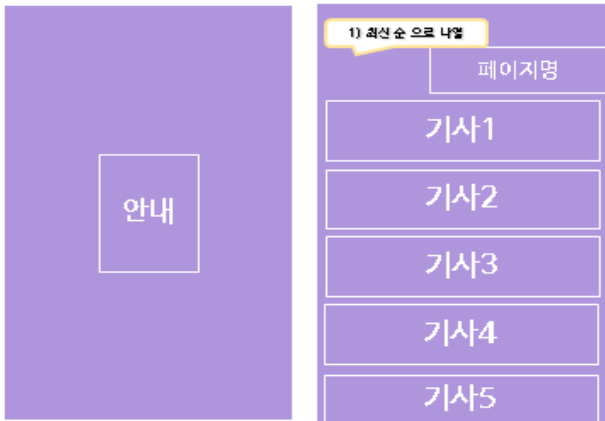 안내
1) 최신 순 으로 나열
페이지명
기사1
기사2
기사3
기사4
기사5